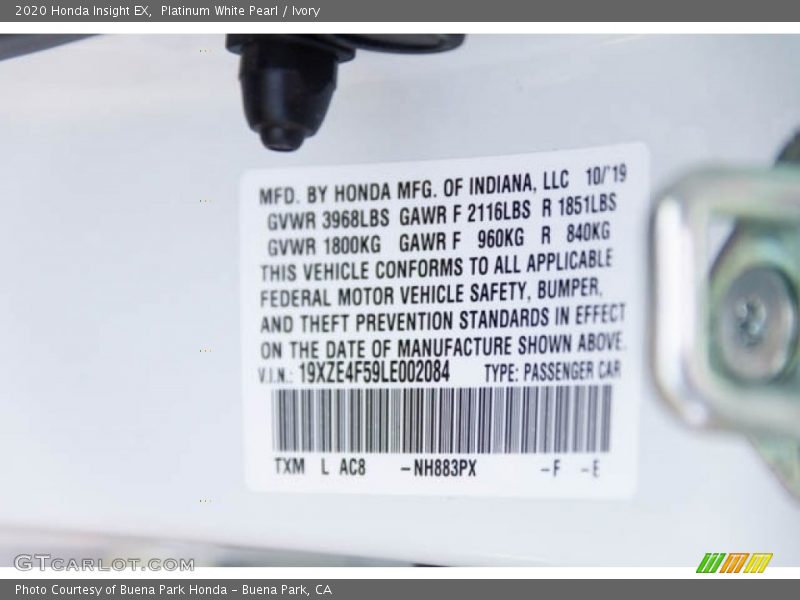 2020 Honda Insight EX, Platinum White Pearl / Ivory
MFD. BY HONDA MFG. OF INDIANA, LLC 10/'19
GVWR 3968LBS GAWR F 2116LBS R 1851LBS
GVWR 1800KG GAWR F 960KG R 840KG
THIS VEHICLE CONFORMS TO ALL APPLICABLE
FEDERAL MOTOR VEHICLE SAFETY, BUMPER,
AND THEFT PREVENTION STANDARDS IN EFFECT
ON THE DATE OF MANUFACTURE SHOWN ABOVE.
V.I.N.: 19XZE4F59LE002084 TYPE: PASSENGER CAR
TXM L AC8 -NH883PX -F -E
GTCARLOT.COM
Photo Courtesy of Buena Park Honda - Buena Park, CA